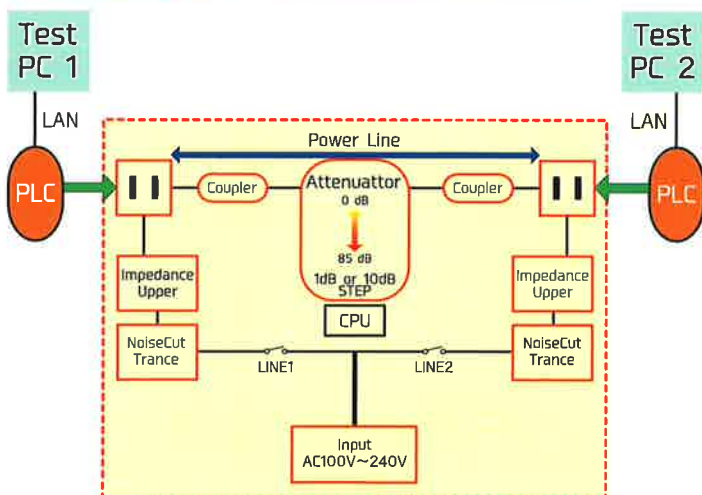 Test
PC 1
Test
PC 2
LAN
LAN
Power Line
PLC
Coupler
Attenuattor
0 dB
85 dB
1dB or 10dB
STEP
Coupler
PLC
Impedance
Upper
Impedance
Upper
CPU
NoiseCut
Trance
LINE1
LINE2
NoiseCut
Trance
Input
AC100V～240V